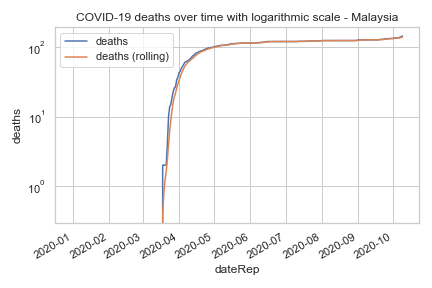 COVID-19 deaths over time with logarithmic scale - Malaysia
deaths
deaths (rolling)
10²
10¹
10⁰
deaths
2020-01
2020-02
2020-03
2020-04
2020-05
2020-06
2020-07
2020-08
2020-09
2020-10
dateRep